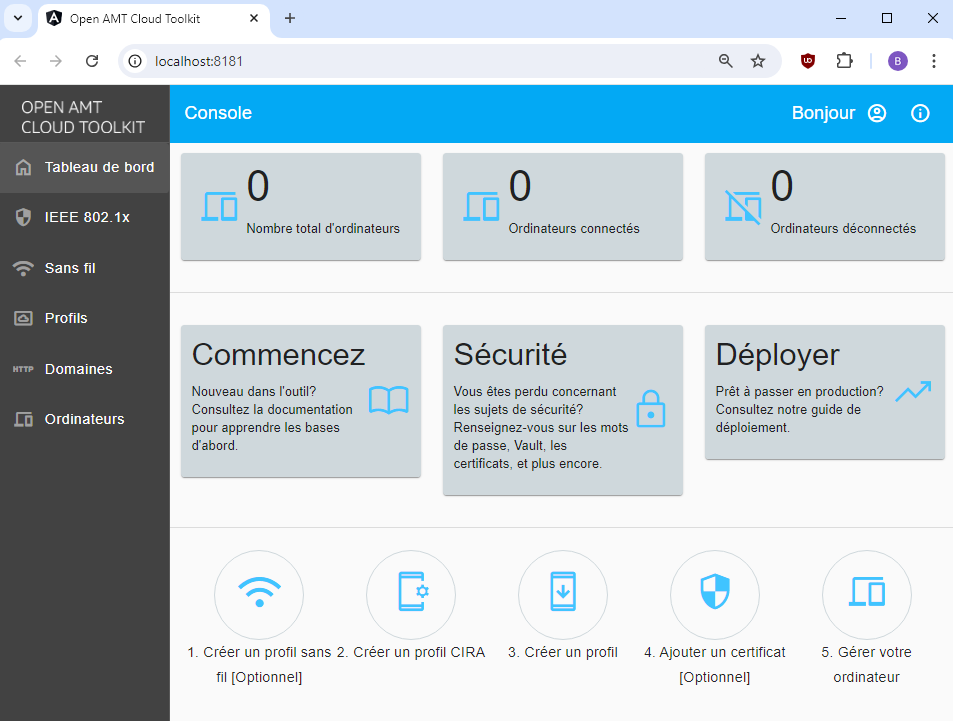 Open AMT Cloud Toolkit
localhost:8181
B
OPEN AMT
CLOUD TOOLKIT
Console
Bonjour
Tableau de bord
IEEE 802.1x
Sans fil
Profils
HTTP Domaines
Ordinateurs
0
Nombre total d'ordinateurs
0
Ordinateurs connectés
0
Ordinateurs déconnectés
Commencez
Nouveau dans l'outil?
Consultez la documentation
pour apprendre les bases
d'abord.
Sécurité
Vous êtes perdu concernant
les sujets de sécurité?
Renseignez-vous sur les mots
de passe, Vault, les
certificats, et plus encore.
Déployer
Prêt à passer en production?
Consultez notre guide de
déploiement.
1. Créer un profil sans
fil [Optionnel]
2. Créer un profil CIRA
3. Créer un profil
4. Ajouter un certificat
[Optionnel]
5. Gérer votre
ordinateur